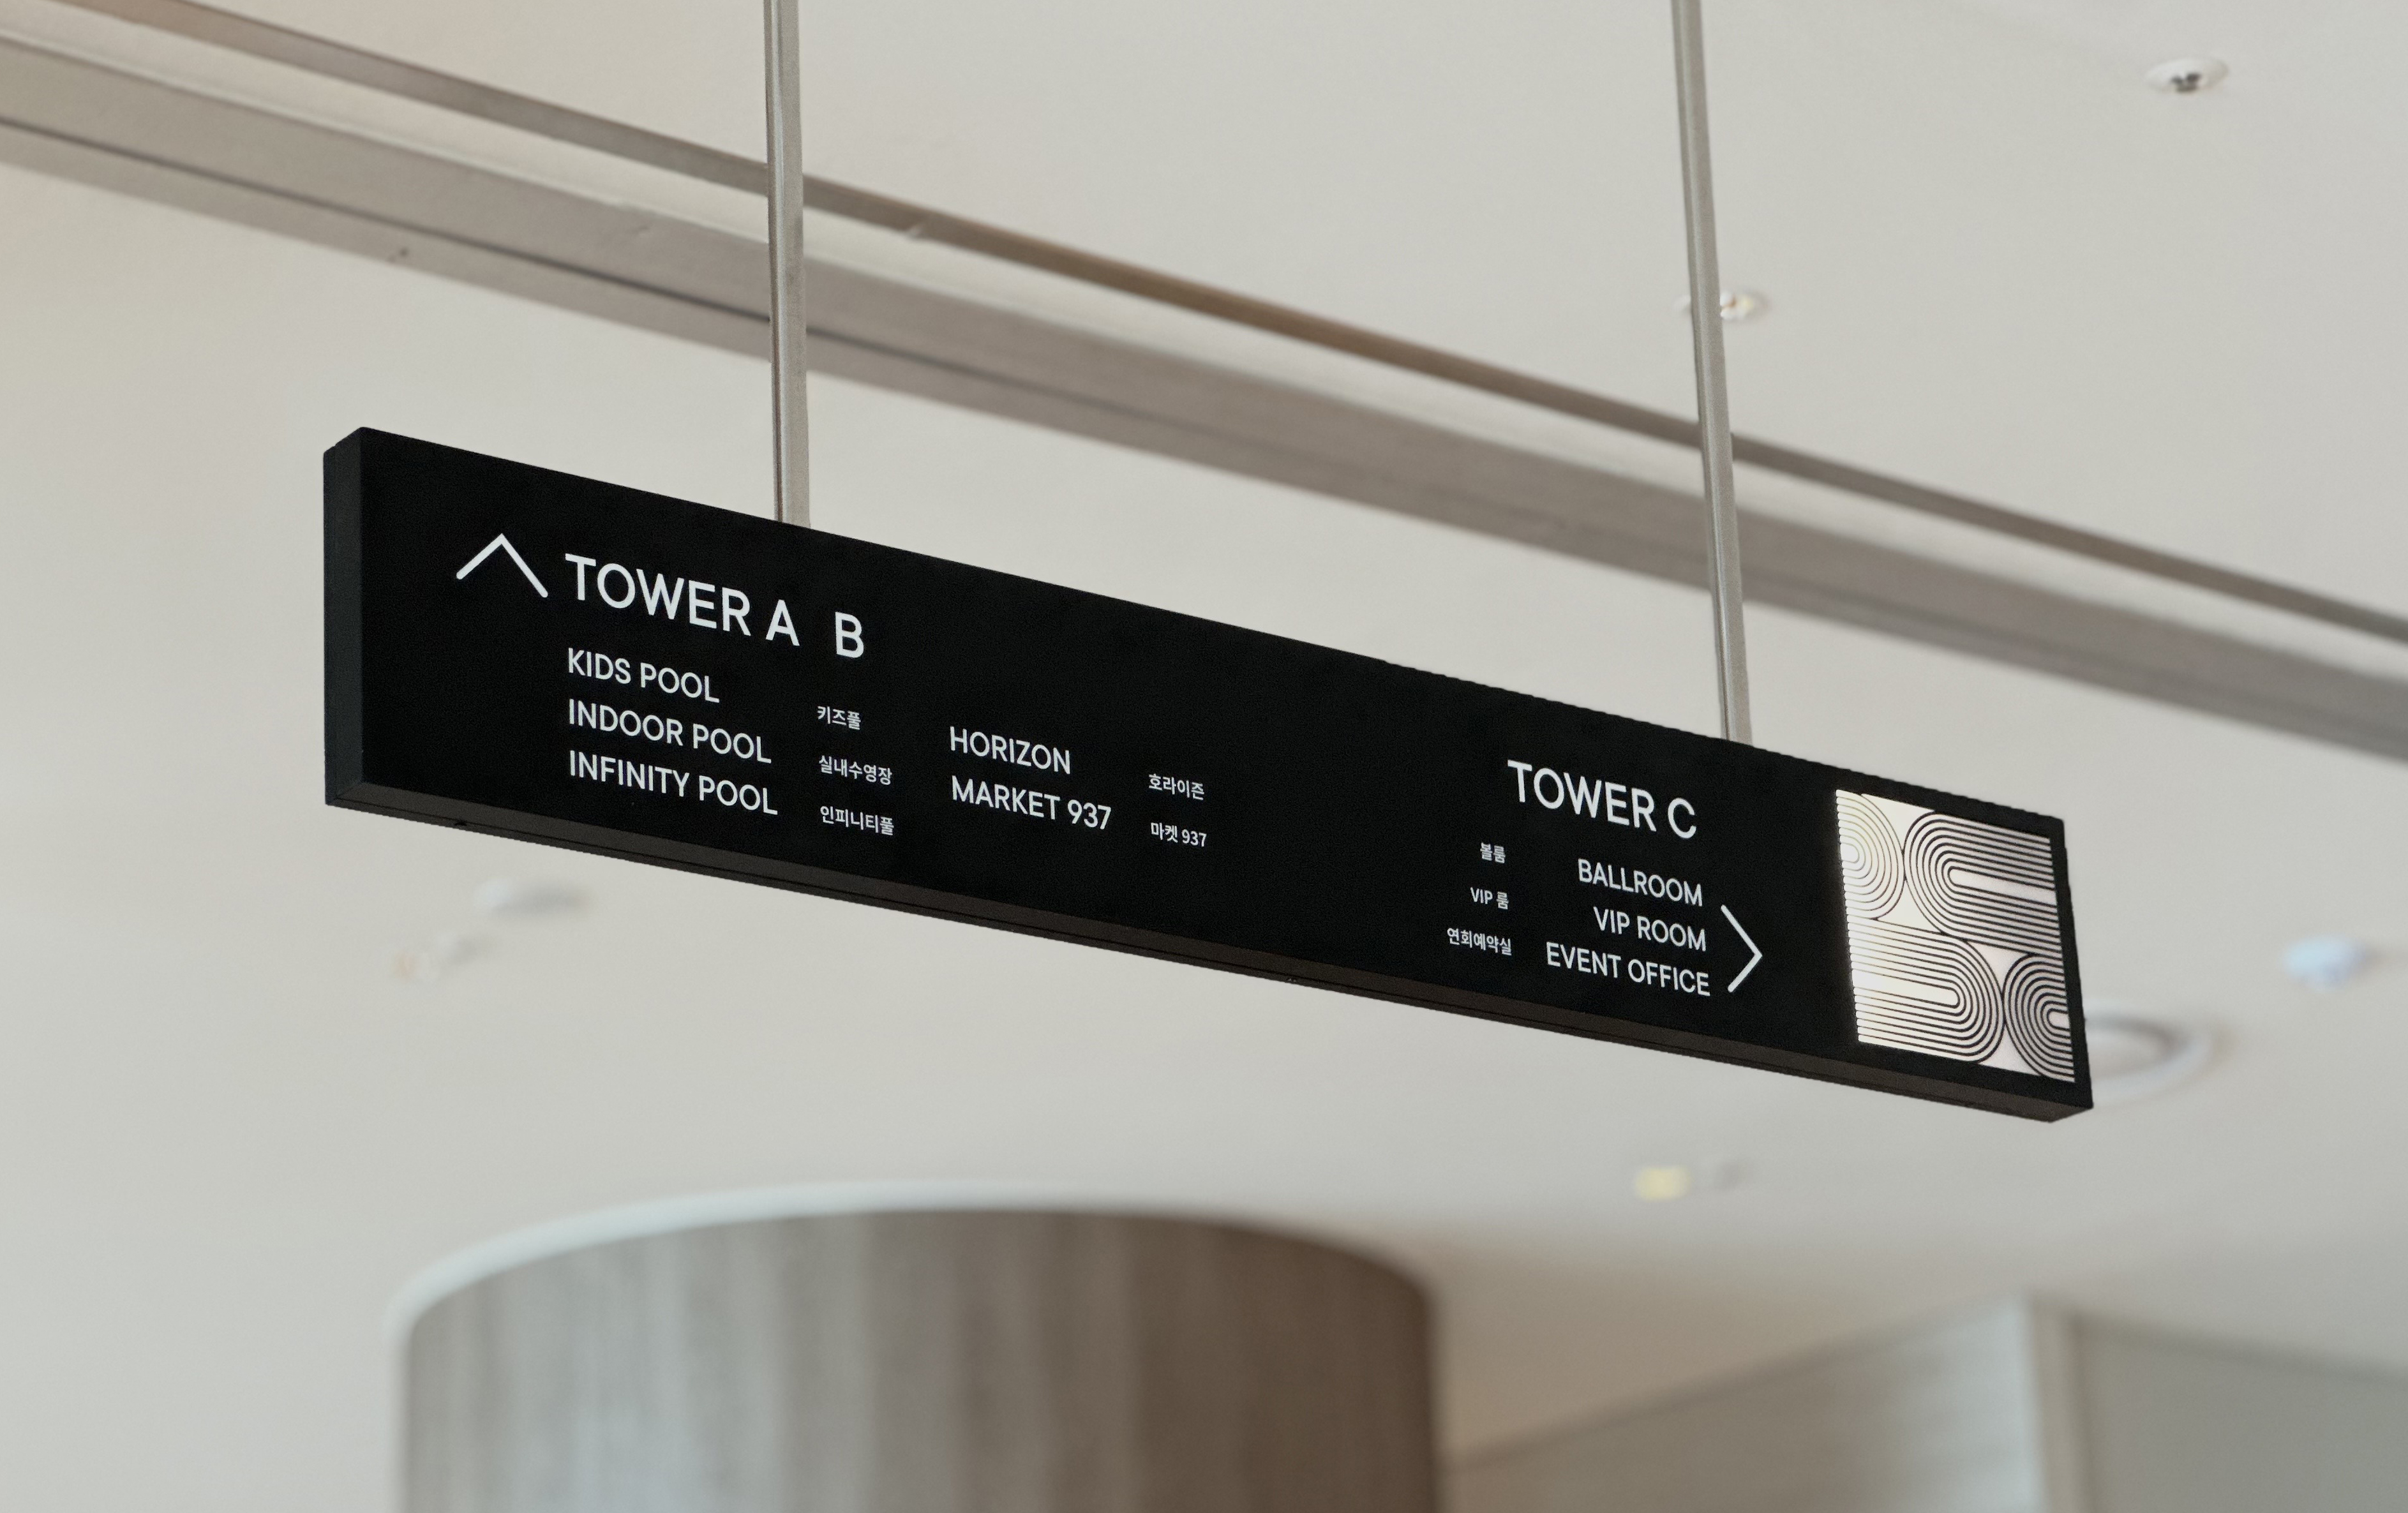 TOWER A B
KIDS POOL 키즈풀
INDOOR POOL 실내수영장
INFINITY POOL 인피니티풀
HORIZON 호라이즌
MARKET 937 마켓 937
TOWER C
볼룸 BALLROOM
VIP 룸 VIP ROOM
연회예약실 EVENT OFFICE